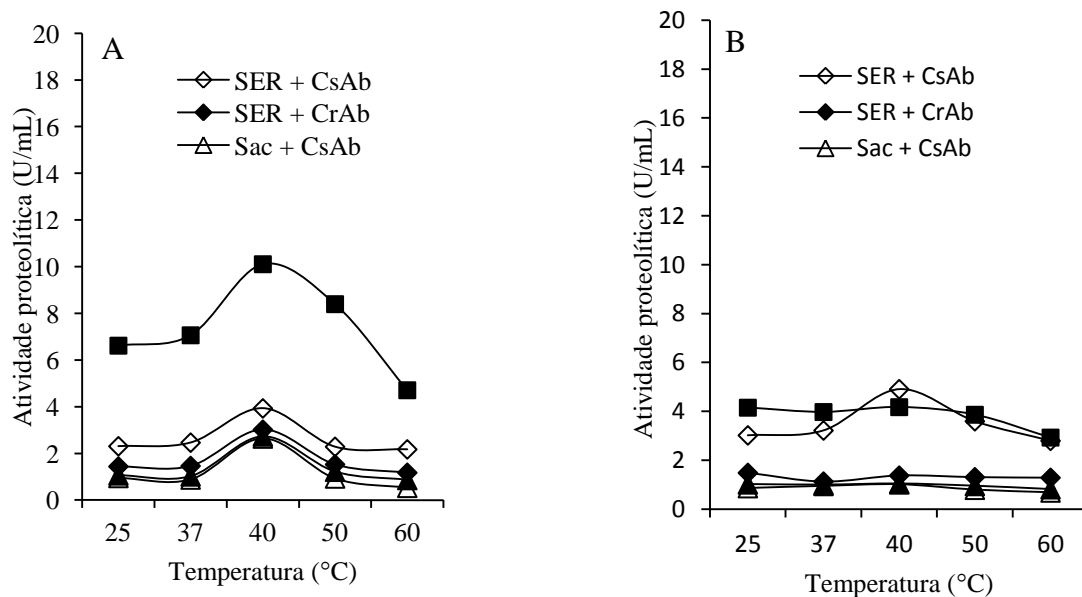 A
SER + CsAb
SER + CrAb
Sac + CsAb
Atividade proteolítica (U/mL)
20
18
16
14
12
10
8
6
4
2
0
25 37 40 50 60
Temperatura (°C)
B
SER + CsAb
SER + CrAb
Sac + CsAb
Atividade proteolítica (U/mL)
20
18
16
14
12
10
8
6
4
2
0
25 37 40 50 60
Temperatura (°C)